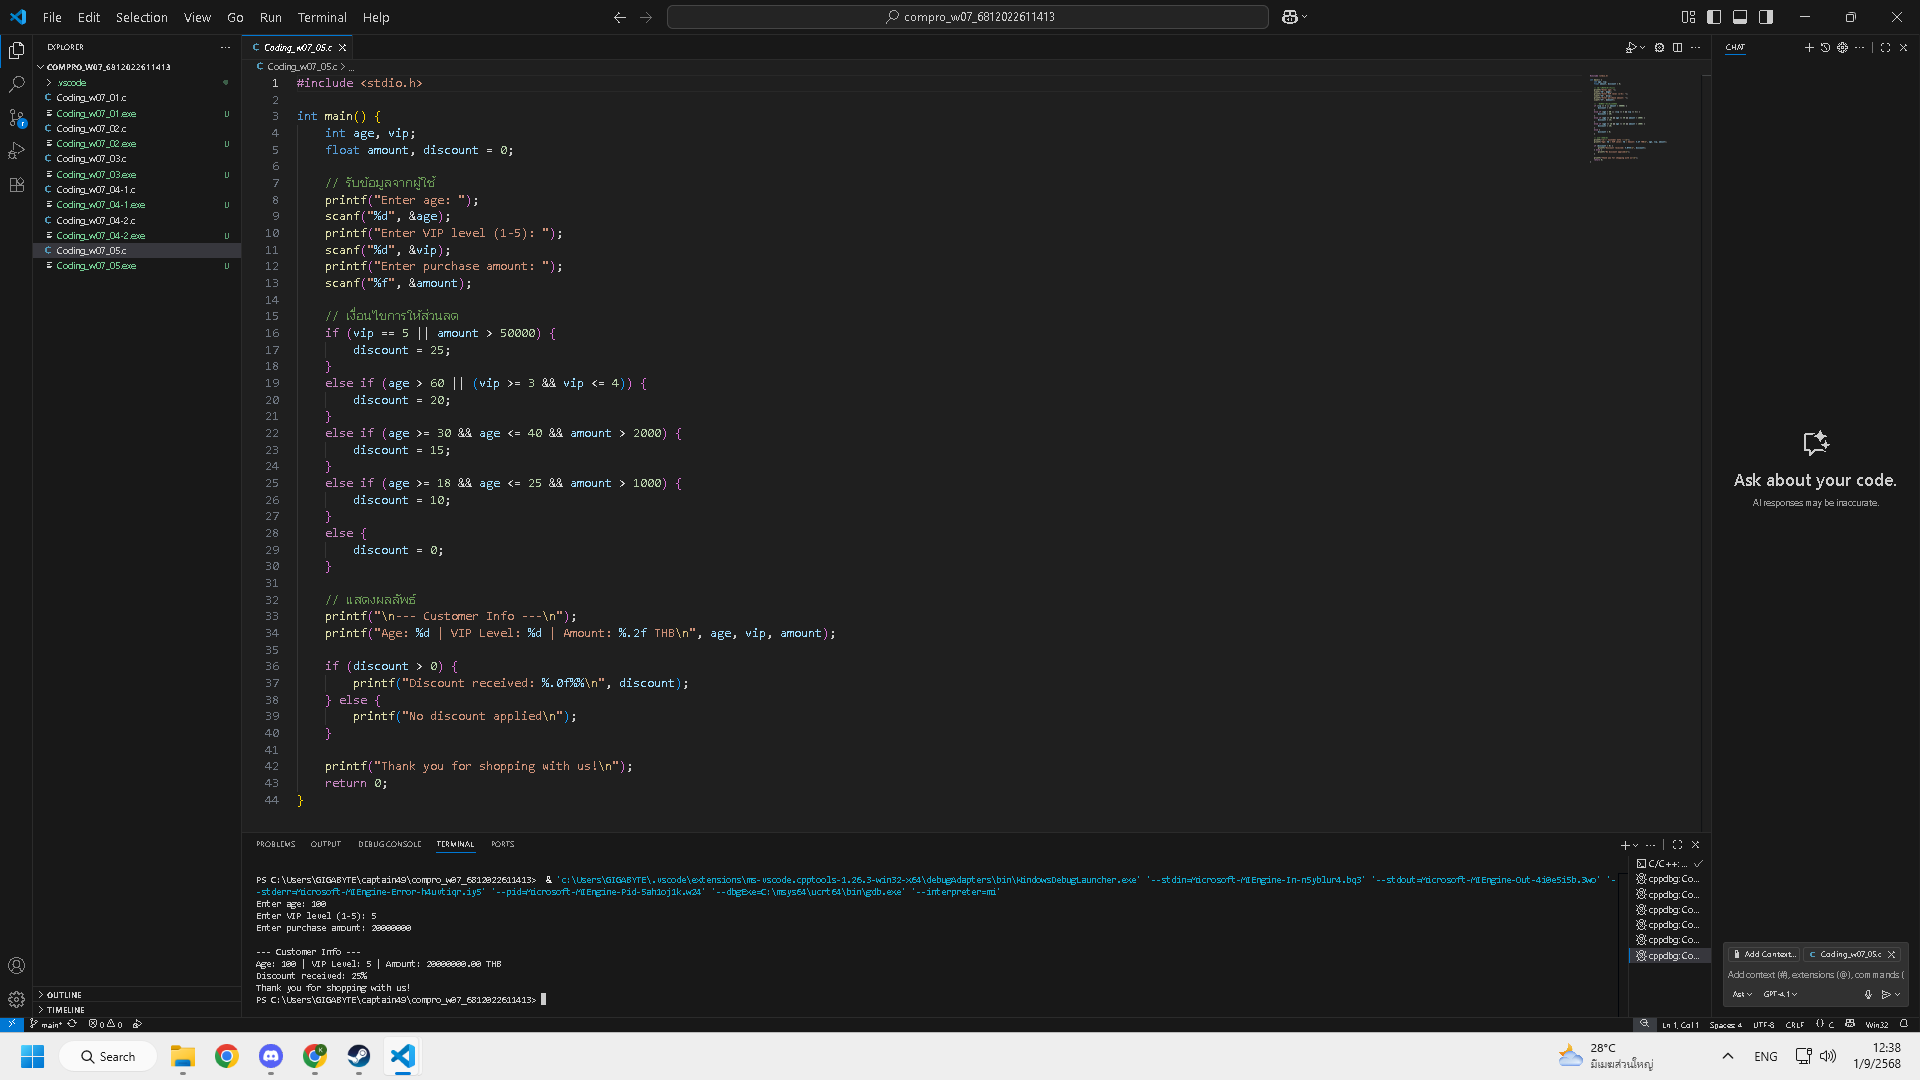 File Edit Selection View Go Run Terminal Help
compro_w07_6812022611413
EXPLORER
COMPRO_W07_6812022611413
.vscode
Coding_w07_01.c
Coding_w07_01.exe U
Coding_w07_02.c
Coding_w07_02.exe U
Coding_w07_03.c
Coding_w07_03.exe U
Coding_w07_04-1.c
Coding_w07_04-1.exe U
Coding_w07_04-2.c
Coding_w07_04-2.exe U
Coding_w07_05.c
Coding_w07_05.exe U
OUTLINE
TIMELINE
Coding_w07_05.c
Coding_w07_05.c > ...
1 #include <stdio.h>
2
3 int main() {
4 int age, vip;
5 float amount, discount = 0;
6
7 // รับข้อมูลจากผู้ใช้
8 printf("Enter age: ");
9 scanf("%d", &age);
10 printf("Enter VIP level (1-5): ");
11 scanf("%d", &vip);
12 printf("Enter purchase amount: ");
13 scanf("%f", &amount);
14
15 // เงื่อนไขการให้ส่วนลด
16 if (vip == 5 || amount > 50000) {
17 discount = 25;
18 }
19 else if (age > 60 || (vip >= 3 && vip <= 4)) {
20 discount = 20;
21 }
22 else if (age >= 30 && age <= 40 && amount > 2000) {
23 discount = 15;
24 }
25 else if (age >= 18 && age <= 25 && amount > 1000) {
26 discount = 10;
27 }
28 else {
29 discount = 0;
30 }
31
32 // แสดงผลลัพธ์
33 printf("\n--- Customer Info ---\n");
34 printf("Age: %d | VIP Level: %d | Amount: %.2f THB\n", age, vip, amount);
35
36 if (discount > 0) {
37 printf("Discount received: %.0f%%\n", discount);
38 } else {
39 printf("No discount applied\n");
40 }
41
42 printf("Thank you for shopping with us!\n");
43 return 0;
44 }
PROBLEMS OUTPUT DEBUG CONSOLE TERMINAL PORTS
PS C:\Users\GIGABYTE\captain49\compro_w07_6812022611413> & 'c:\Users\GIGABYTE\.vscode\extensions\ms-vscode.cpptools-1.26.3-win32-x64\debugAdapters\bin\WindowsDebugLauncher.exe' '--stdin=Microsoft-MIEngine-In-n5yblur4.bq3' '--stdout=Microsoft-MIEngine-Out-4i0e5i5b.3wo' '-
-stderr=Microsoft-MIEngine-Error-h4uvtiqr.iy5' '--pid=Microsoft-MIEngine-Pid-5ah1oj1k.w24' '--dbgExe=C:\msys64\ucrt64\bin\gdb.exe' '--interpreter=mi'
Enter age: 100
Enter VIP level (1-5): 5
Enter purchase amount: 20000000
--- Customer Info ---
Age: 100 | VIP Level: 5 | Amount: 20000000.00 THB
Discount received: 25%
Thank you for shopping with us!
PS C:\Users\GIGABYTE\captain49\compro_w07_6812022611413>
C/C++: ...
cppdbg: Co...
cppdbg: Co...
cppdbg: Co...
cppdbg: Co...
cppdbg: Co...
cppdbg: Co...
CHAT
Ask about your code.
AI responses may be inaccurate.
Add Context... Coding_w07_05.c
Add context (#), extensions (@), commands (
Ask GPT-4.1
main* 0 0
Ln 1, Col 1 Spaces: 4 UTF-8 CRLF {} C Win32
Search
28°C
มีเมฆส่วนใหญ่
ENG
12:38
1/9/2568